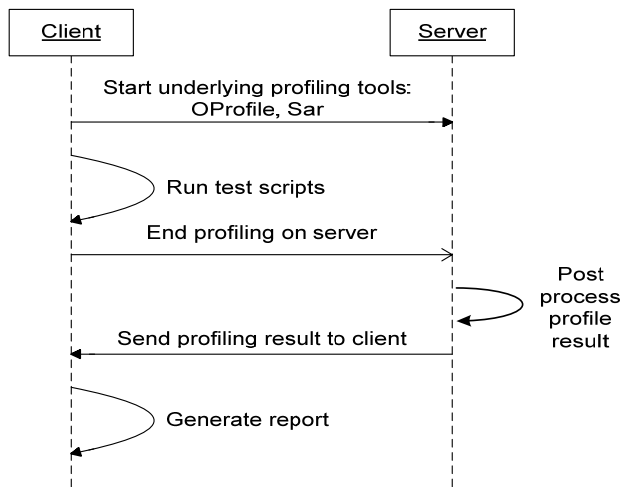 Client
Server
Start underlying profiling tools:
OProfile, Sar
Run test scripts
End profiling on server
Post
process
profile
result
Send profiling result to client
Generate report